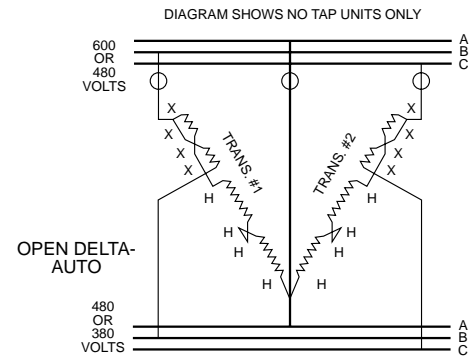 DIAGRAM SHOWS NO TAP UNITS ONLY
600
OR
480
VOLTS
A
B
C
X
X
X
X
H
H
H
H
TRANS. #1
TRANS. #2
X
X
X
X
H
H
H
H
OPEN DELTA-
AUTO
480
OR
380
VOLTS
A
B
C